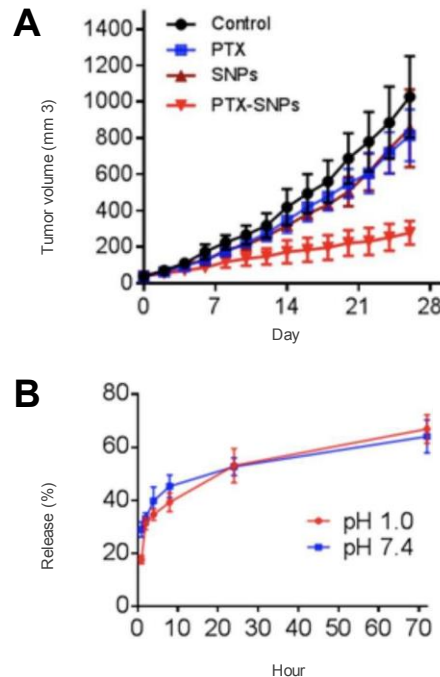 A
Tumor volume (mm 3)
1400
1200
1000
800
600
400
200
0
Control
PTX
SNPs
PTX-SNPs
0 7 14 21 28
Day
B
Release (%)
80
60
40
20
0
pH 1.0
pH 7.4
0 10 20 30 40 50 60 70
Hour